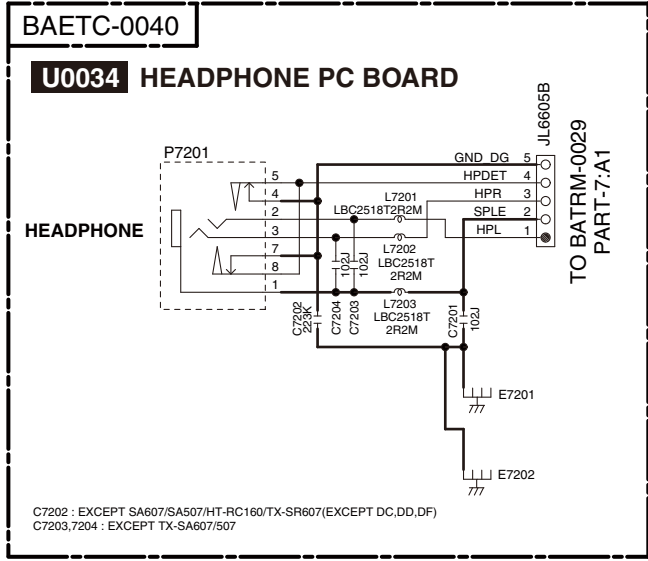 BAETC-0040
U0034 HEADPHONE PC BOARD
JL6605B
P7201
GND_DG 5
HPDET 4
HPR 3
SPLE 2
HPL 1
TO BATRM-0029
PART-7:A1
HEADPHONE
5
4
2
3
7
8
1
L7201
LBC2518T2R2M
L7202
LBC2518T
2R2M
L7203
LBC2518T
2R2M
102J
102J
C7202
223K
C7204
C7203
C7201
102J
E7201
E7202
C7202 : EXCEPT SA607/SA507/HT-RC160/TX-SR607(EXCEPT DC,DD,DF)
C7203,7204 : EXCEPT TX-SA607/507